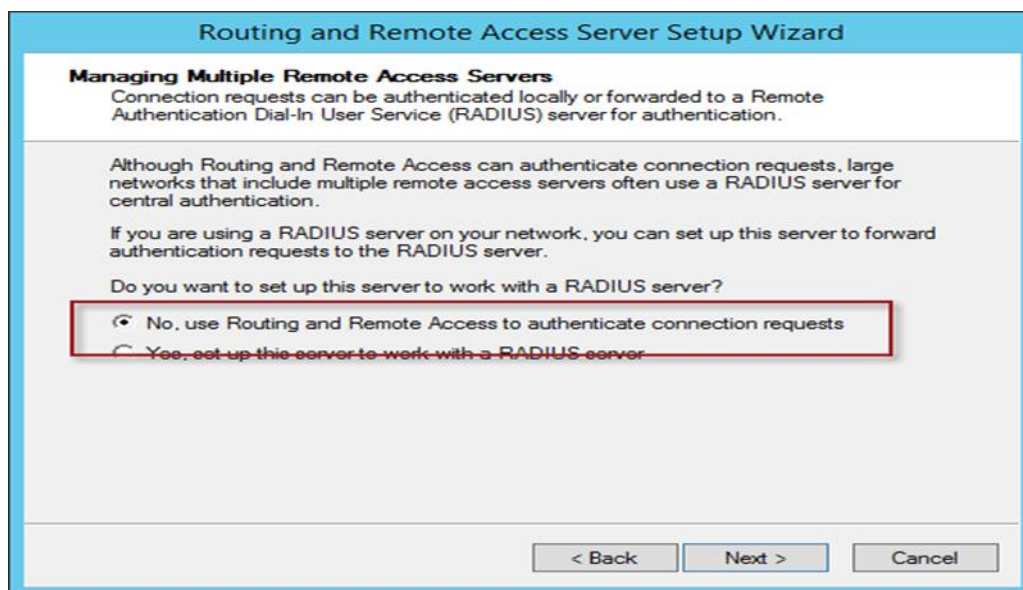 Routing and Remote Access Server Setup Wizard
Managing Multiple Remote Access Servers
Connection requests can be authenticated locally or forwarded to a Remote
Authentication Dial-In User Service (RADIUS) server for authentication.
Although Routing and Remote Access can authenticate connection requests, large
networks that include multiple remote access servers often use a RADIUS server for
central authentication.
If you are using a RADIUS server on your network, you can set up this server to forward
authentication requests to the RADIUS server.
Do you want to set up this server to work with a RADIUS server?
No, use Routing and Remote Access to authenticate connection requests
Yes, set up this server to work with a RADIUS server
< Back Next > Cancel